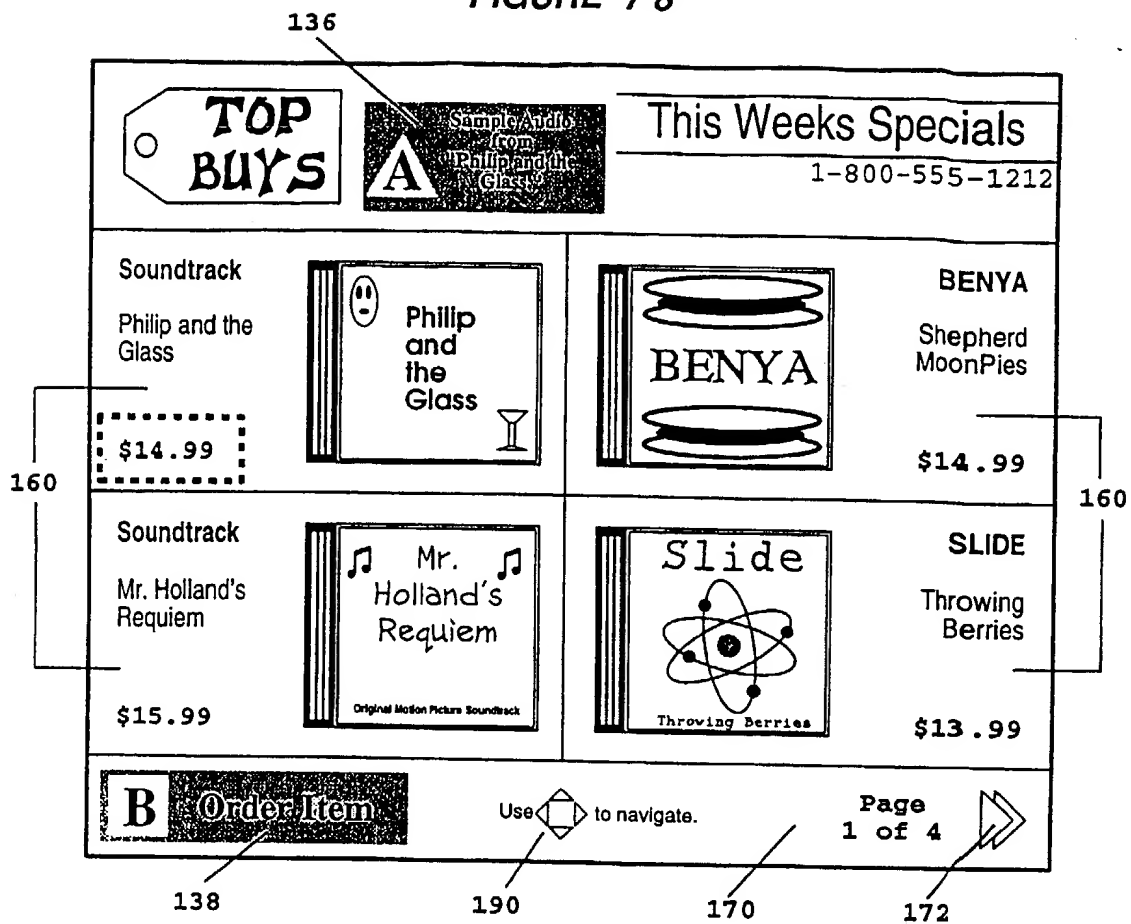 FIGURE 78
136
TOP
BUYS
A
Sample Audio
from
"Philip and the
Glass"
This Weeks Specials
1-800-555-1212
Soundtrack
Philip and the
Glass
$14.99
Philip
and
the
Glass
BENYA
BENYA
Shepherd
MoonPies
$14.99
160
160
Soundtrack
Mr. Holland's
Requiem
$15.99
Mr.
Holland's
Requiem
Original Motion Picture Soundtrack
Slide
Throwing Berries
SLIDE
Throwing
Berries
$13.99
B
Order Item
Use to navigate.
Page
1 of 4
138
190
170
172